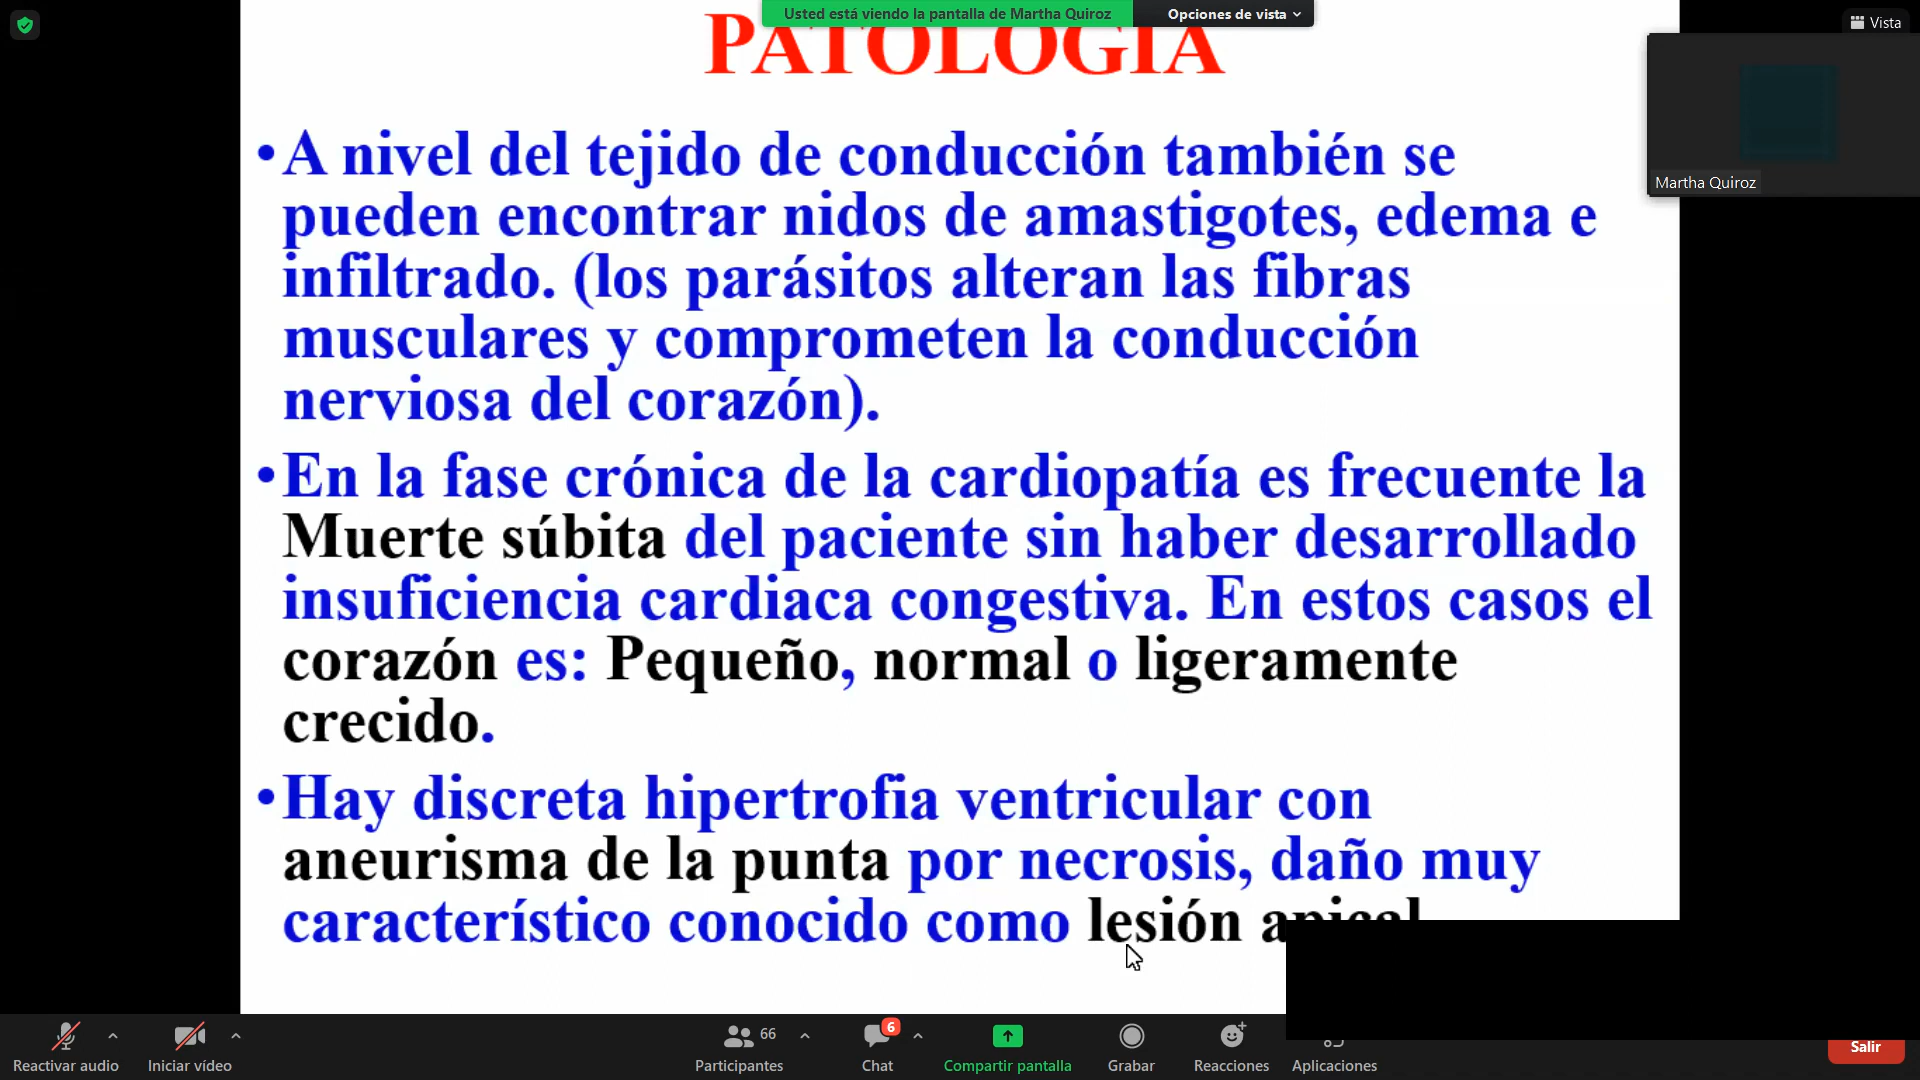 Usted está viendo la pantalla de Martha Quiroz
Opciones de vista
Vista
PATOLOGIA
Martha Quiroz
•A nivel del tejido de conducción también se
pueden encontrar nidos de amastigotes, edema e
infiltrado. (los parásitos alteran las fibras
musculares y comprometen la conducción
nerviosa del corazón).
•En la fase crónica de la cardiopatía es frecuente la
Muerte súbita del paciente sin haber desarrollado
insuficiencia cardiaca congestiva. En estos casos el
corazón es: Pequeño, normal o ligeramente
crecido.
•Hay discreta hipertrofia ventricular con
aneurisma de la punta por necrosis, daño muy
característico conocido como lesión apical
66
6
Reactivar audio
Iniciar vídeo
Participantes
Chat
Compartir pantalla
Grabar
Reacciones
Aplicaciones
Salir